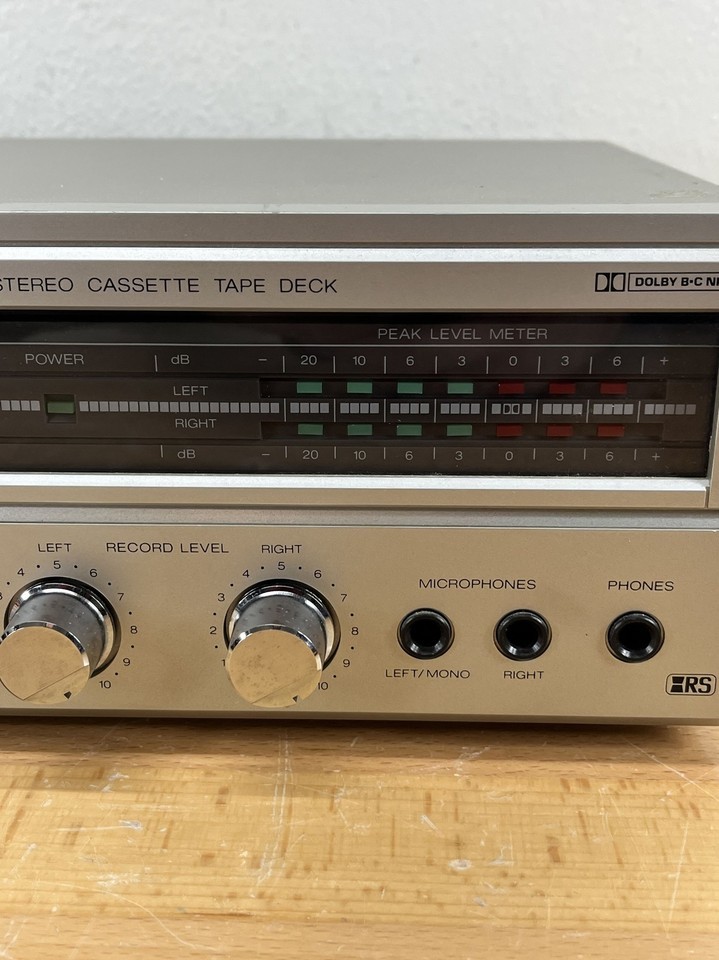 STEREO CASSETTE TAPE DECK
DOLBY B•C NR
PEAK LEVEL METER
POWER | dB − | 20 | 10 | 6 | 3 | 0 | 3 | 6 | +
LEFT
RIGHT
| dB − | 20 | 10 | 6 | 3 | 0 | 3 | 6 | +
LEFT RECORD LEVEL RIGHT
3 4 5 6 7 8 9 10
1 2 3 4 5 6 7 8 9 10
MICROPHONES PHONES
LEFT/MONO RIGHT
RS